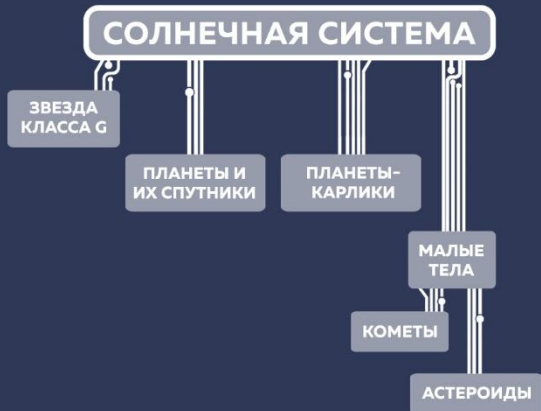 СОЛНЕЧНАЯ СИСТЕМА
ЗВЕЗДА
КЛАССА G
ПЛАНЕТЫ И
ИХ СПУТНИКИ
ПЛАНЕТЫ-
КАРЛИКИ
МАЛЫЕ
ТЕЛА
КОМЕТЫ
АСТЕРОИДЫ